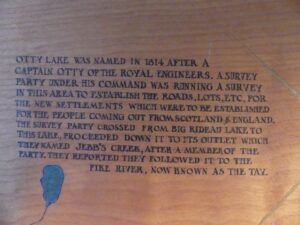 OTTY LAKE WAS NAMED IN 1814 AFTER A
CAPTAIN OTTY OF THE ROYAL ENGINEERS. A SURVEY
PARTY UNDER HIS COMMAND WAS RUNNING A SURVEY
IN THIS AREA TO ESTABLISH THE ROADS, LOTS, ETC, FOR
THE NEW SETTLEMENTS WHICH WERE TO BE ESTABLISHED
FOR THE PEOPLE COMING OUT FROM SCOTLAND & ENGLAND.
THE SURVEY PARTY CROSSED FROM BIG RIDEAU LAKE TO
THIS LAKE, PROCEEDED DOWN IT TO ITS OUTLET WHICH
THEY NAMED JEBB'S CREEK, AFTER A MEMBER OF THE
PARTY. THEY REPORTED THEY FOLLOWED IT TO THE
PIKE RIVER, NOW KNOWN AS THE TAY.